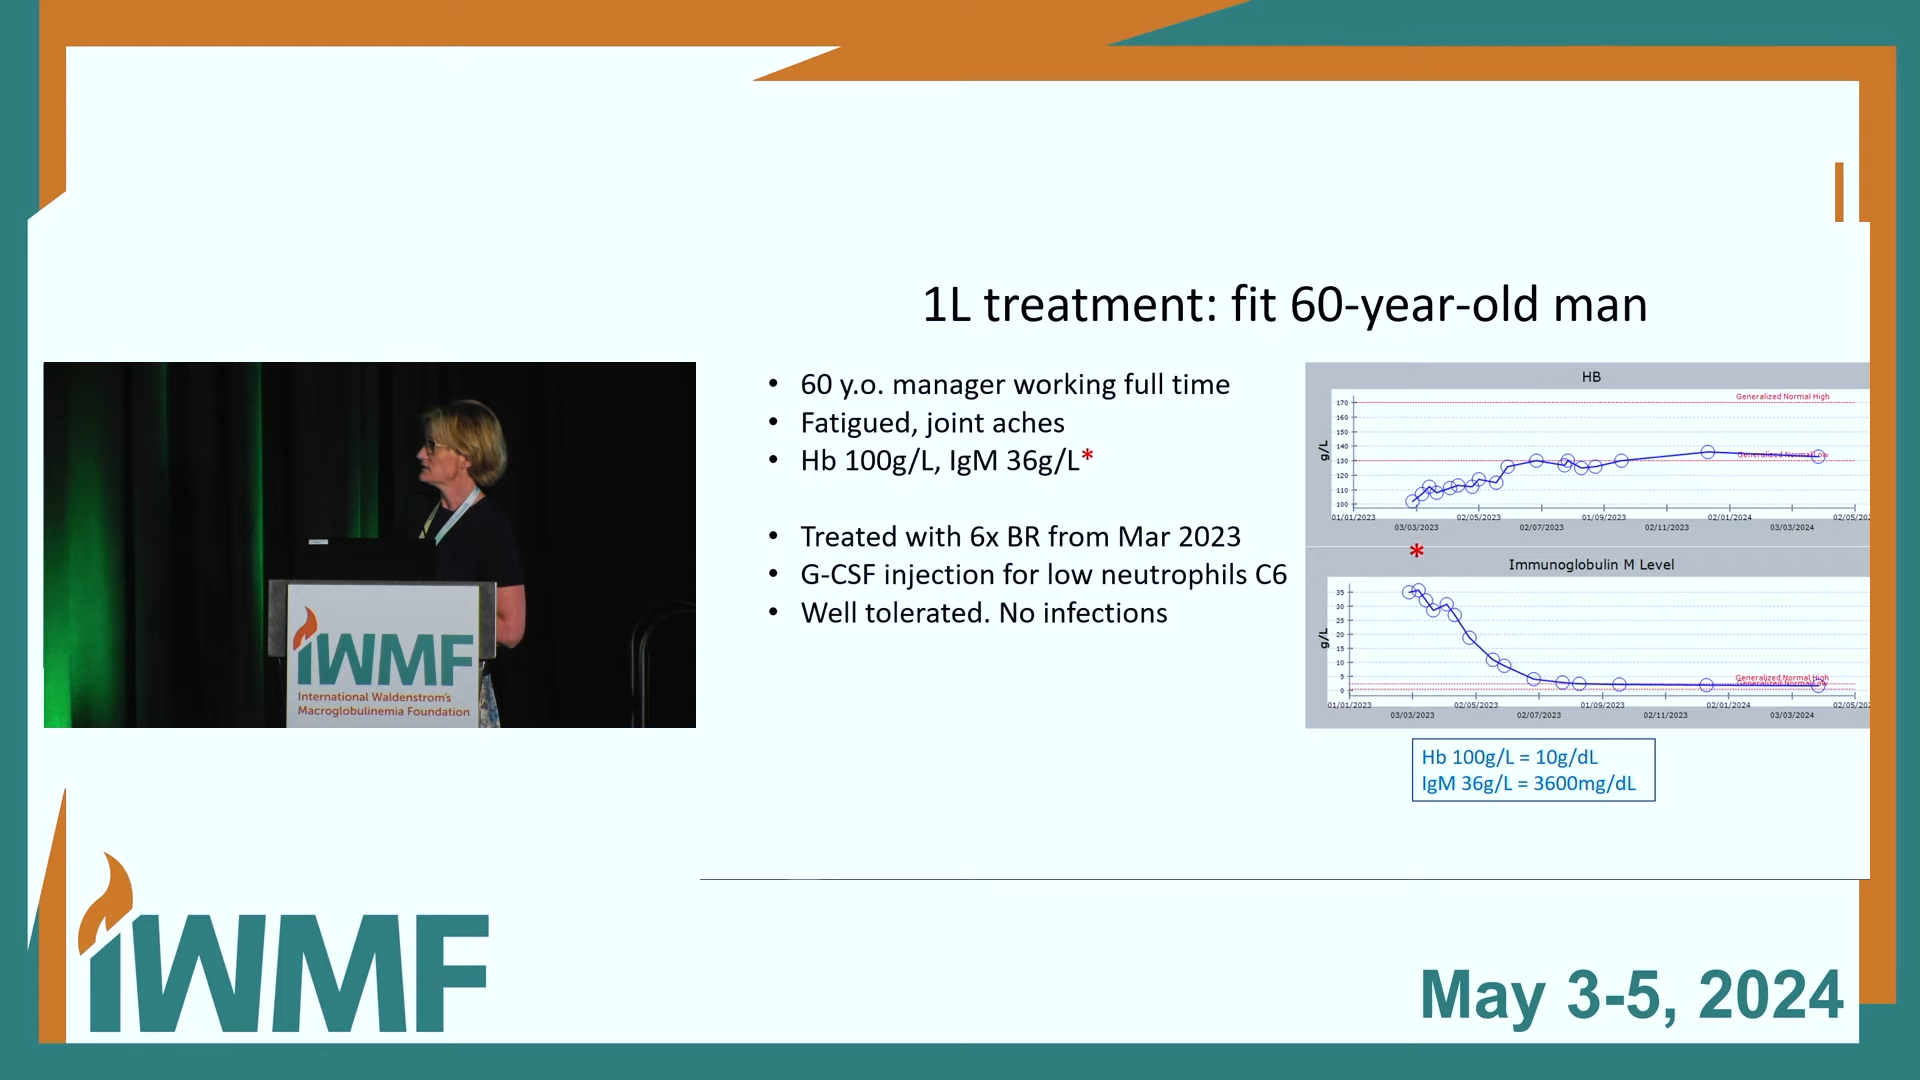 1L treatment: fit 60-year-old man
• 60 y.o. manager working full time
• Fatigued, joint aches
• Hb 100g/L, IgM 36g/L*
• Treated with 6x BR from Mar 2023
• G-CSF injection for low neutrophils C6
• Well tolerated. No infections
HB
Generalized Normal High
170
160
150
140
Generalized Normal Low
130
120
110
100
g/L
01/01/2023 02/05/2023 01/09/2023 02/01/2024 02/05/202
03/03/2023 02/07/2023 02/11/2023 03/03/2024
*
Immunoglobulin M Level
35
30
25
20
15
10
5
0
g/L
Generalized Normal High
Generalized Normal Low
01/01/2023 02/05/2023 01/09/2023 02/01/2024 02/05/202
03/03/2023 02/07/2023 02/11/2023 03/03/2024
Hb 100g/L = 10g/dL
IgM 36g/L = 3600mg/dL
iWMF
International Waldenstrom's
Macroglobulinemia Foundation
iWMF
May 3-5, 2024